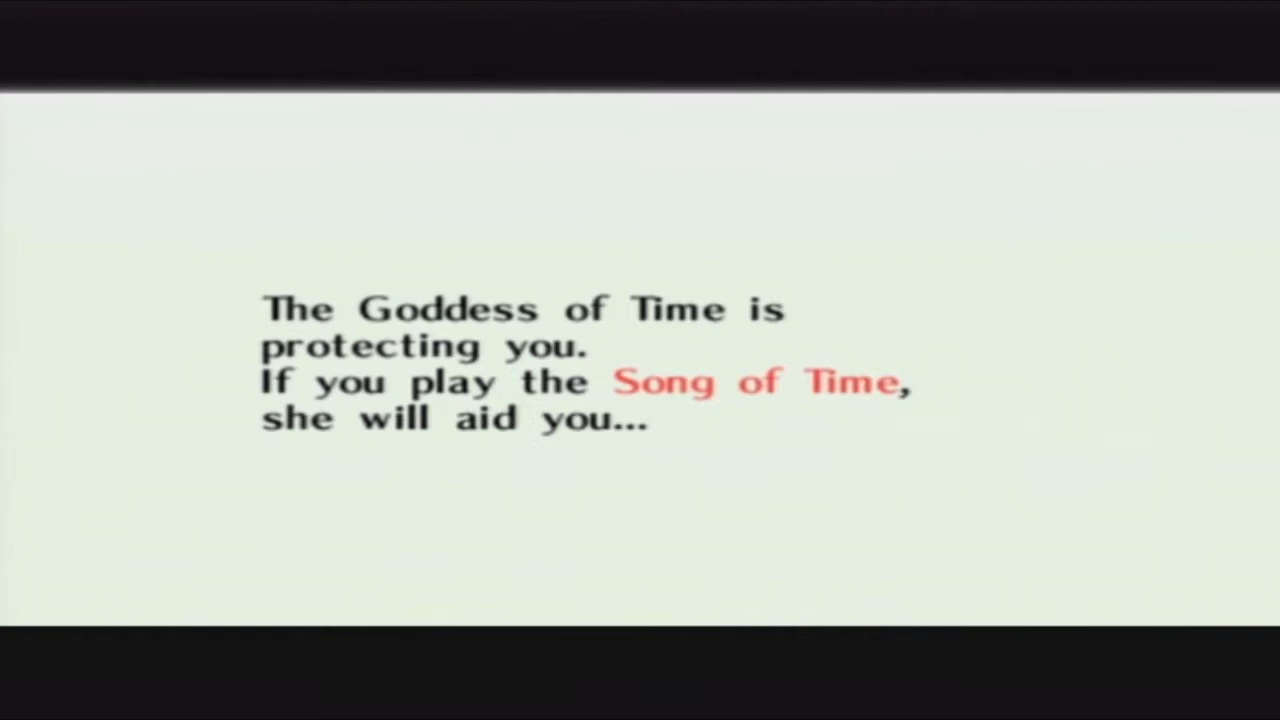 The Goddess of Time is
protecting you.
If you play the Song of Time,
she will aid you...